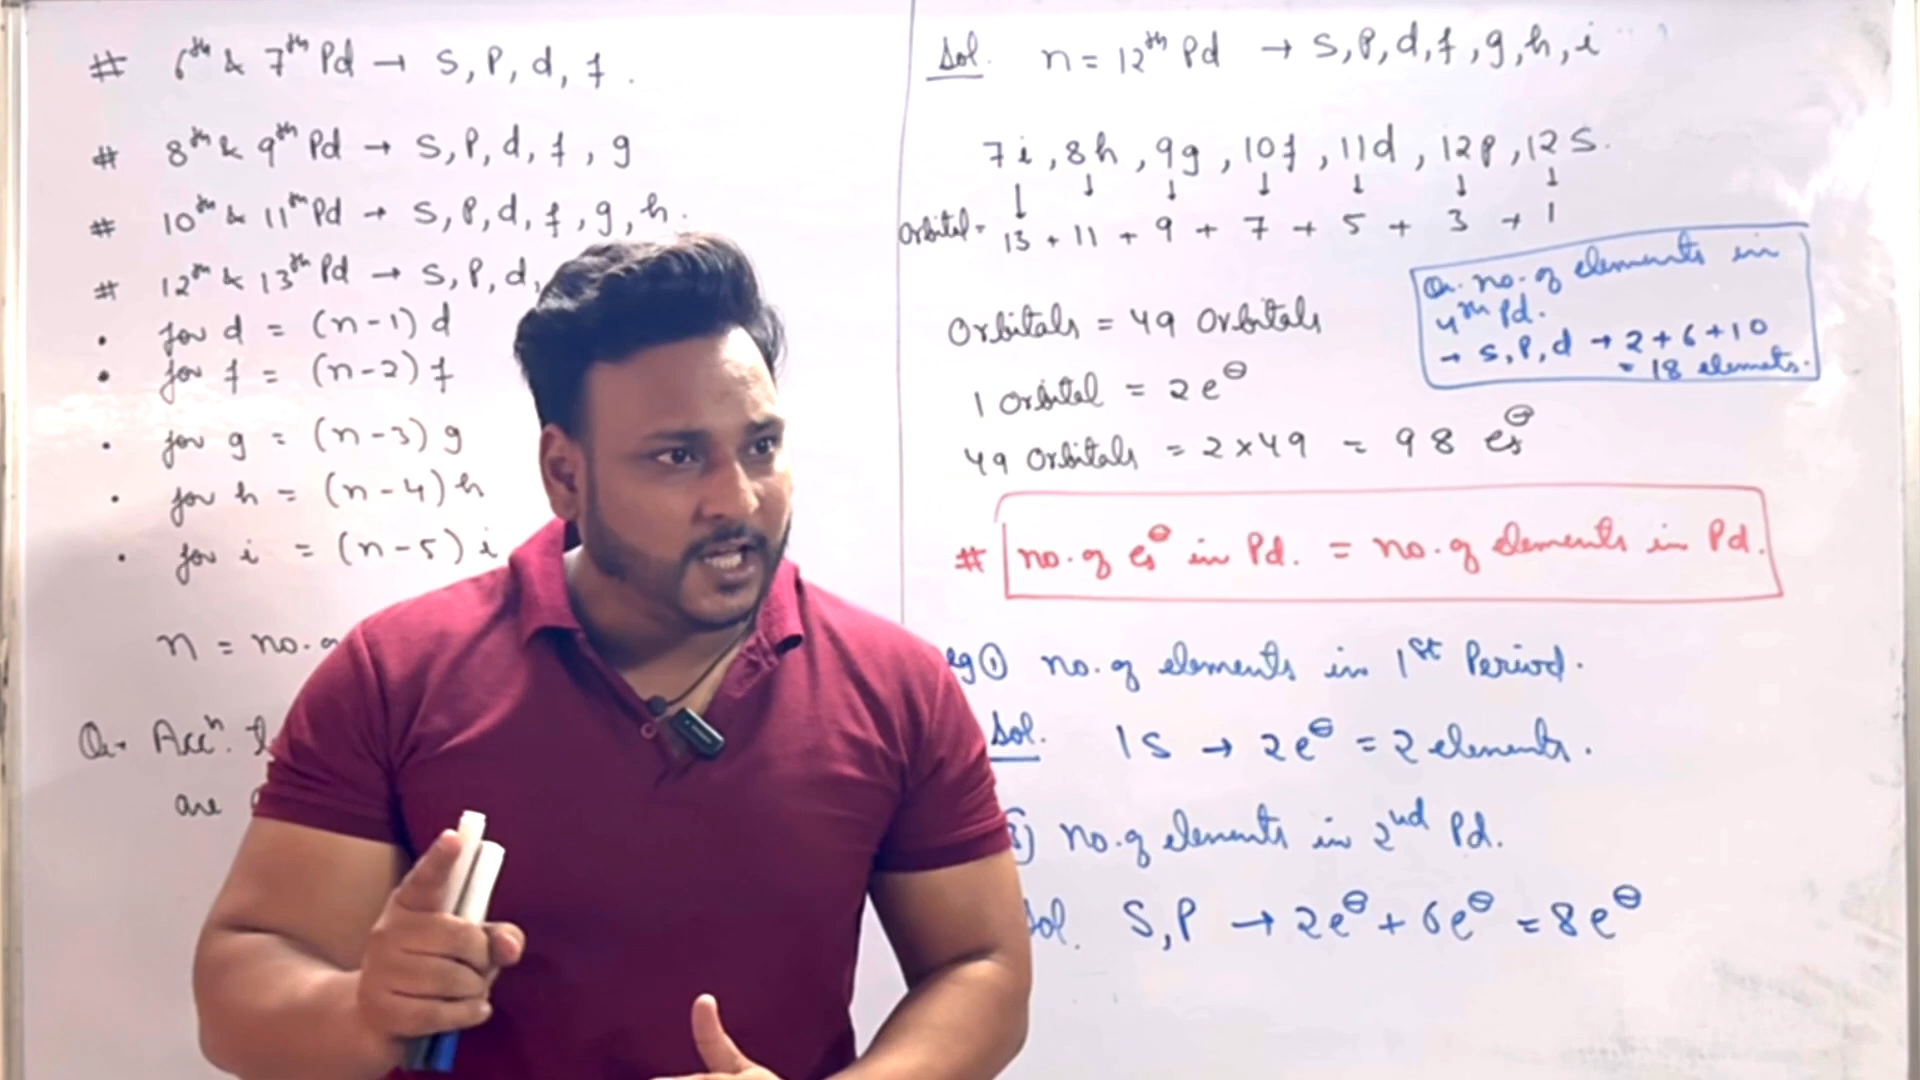 # 6th & 7th Pd → S, P, d, f.
# 8th & 9th Pd → S, P, d, f, g
# 10th & 11th Pd → S, P, d, f, g, h.
# 12th & 13th Pd → S, P, d,
• for d = (n-1) d
• for f = (n-2) f
• for g = (n-3) g
• for h = (n-4) h
• for i = (n-5) i
n = no. o
Q. Accn.
are
Sol. n = 12th Pd → S, P, d, f, g, h, i
7i, 8h, 9g, 10f, 11d, 12p, 12s.
↓ ↓ ↓ ↓ ↓ ↓ ↓
Orbital = 13 + 11 + 9 + 7 + 5 + 3 + 1
Orbitals = 49 Orbitals
1 Orbital = 2e⊖
49 Orbitals = 2×49 = 98 es⊖
Q. no. of elements in
4th Pd.
→ S, P, d → 2+6+10
= 18 elemets.
# no. of es⊖ in Pd. = no. of elements in Pd.
eg ① no. of elements in 1st Period.
Sol. 1S → 2e⊖ = 2 elements.
no. of elements in 2nd Pd.
Sol. S, P → 2e⊖ + 6e⊖ = 8e⊖